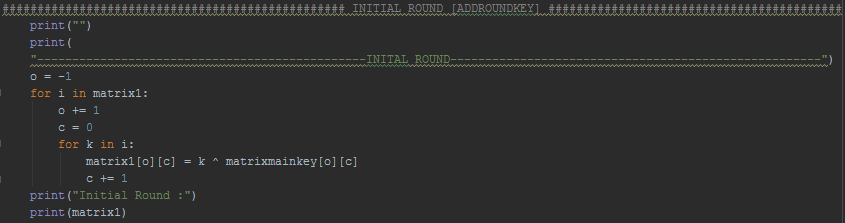 ################################################# INITIAL ROUND [ADDROUNDKEY] ##########################################
print("")
print(
"-----------------------------------------------INITAL ROUND-----------------------------------------------------")
o = -1
for i in matrix1:
    o += 1
    c = 0
    for k in i:
        matrix1[o][c] = k ^ matrixmainkey[o][c]
        c += 1
print("Initial Round :")
print(matrix1)